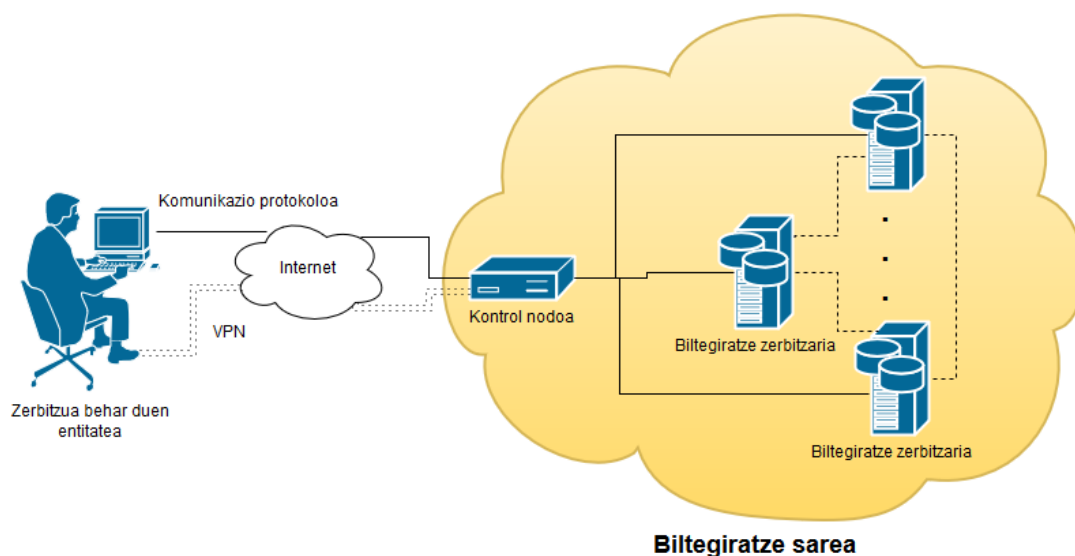 Komunikazio protokoloa
Internet
VPN
Zerbitzua behar duen
entitatea
Kontrol nodoa
Biltegiratze zerbitzaria
Biltegiratze zerbitzaria
Biltegiratze sarea